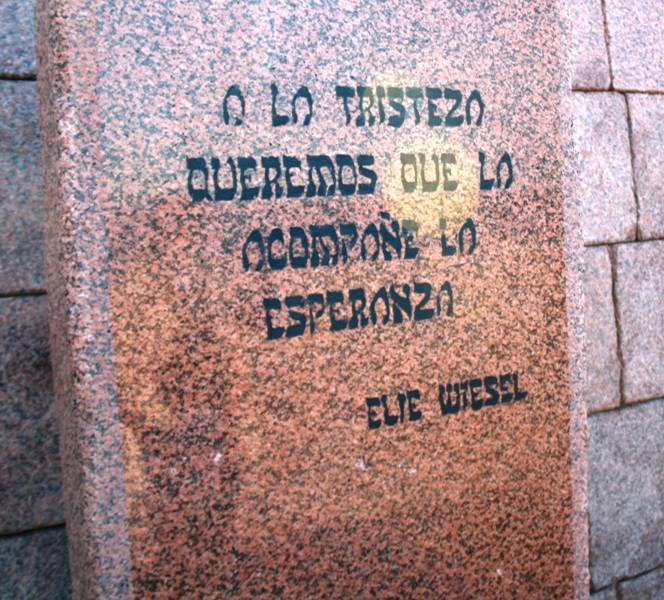 A LA TRISTEZA
QUEREMOS QUE LA
ACOMPAÑE LA
ESPERANZA
ELIE WIESEL